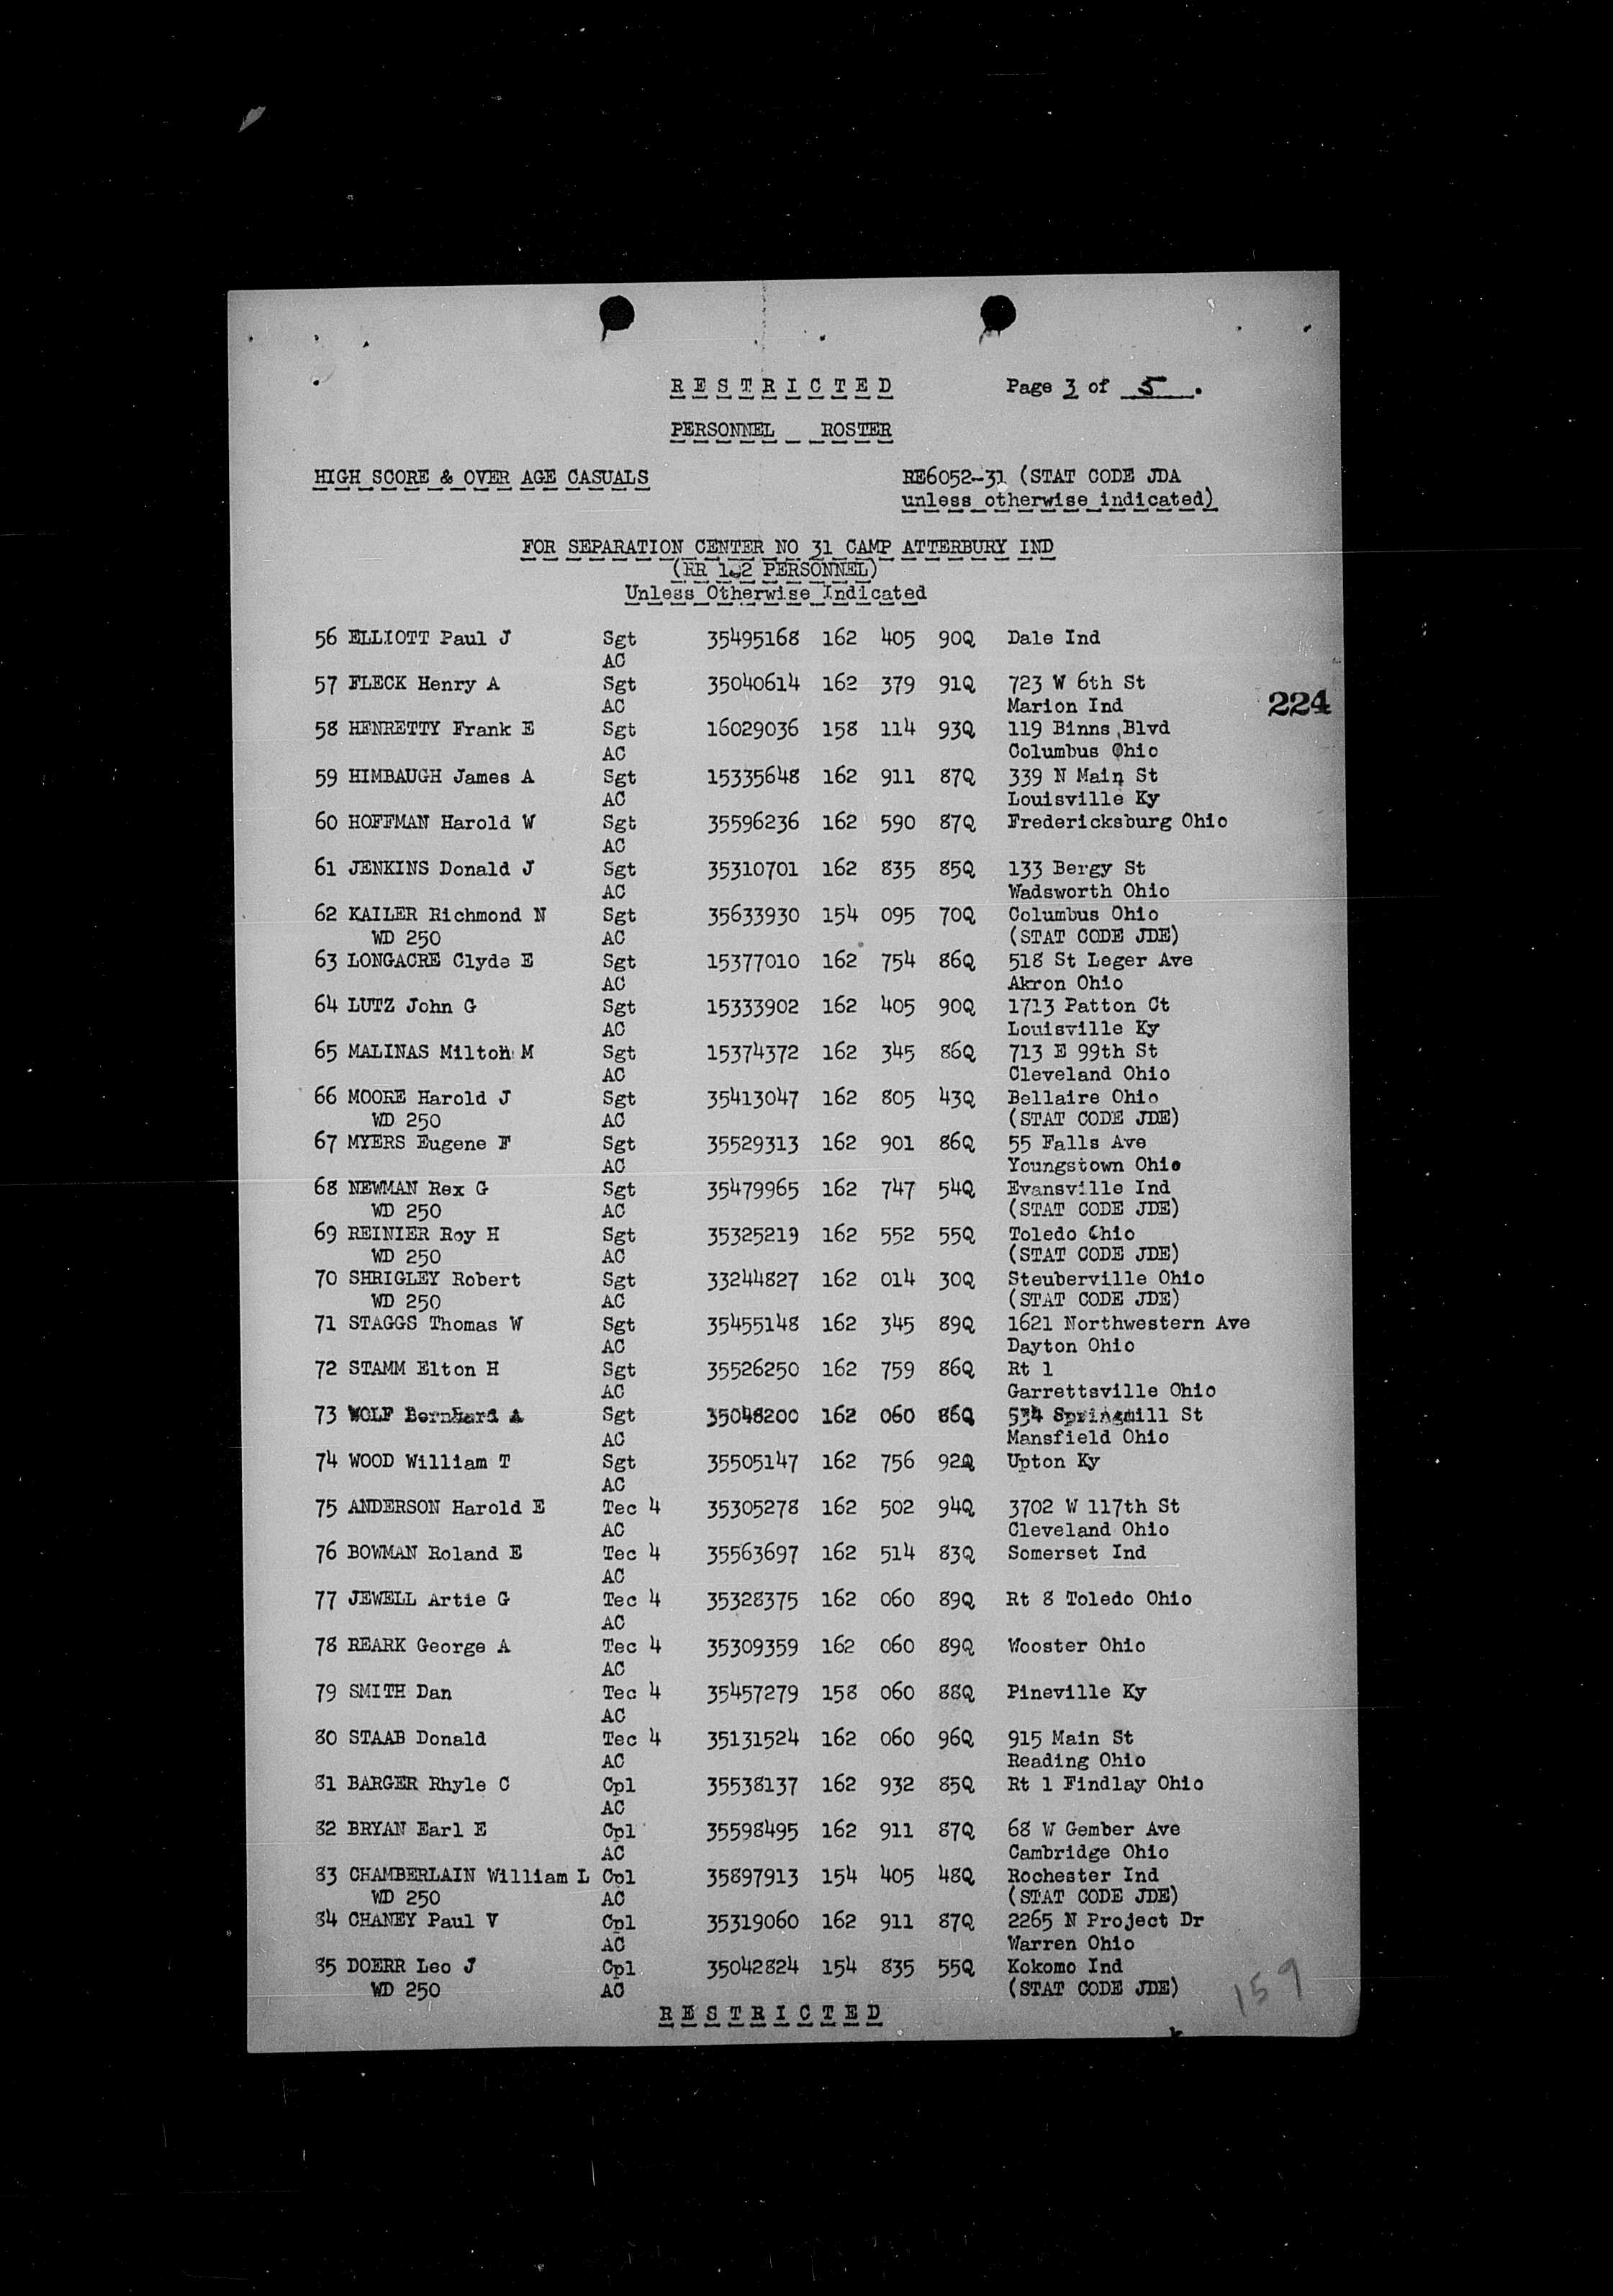 R E S T R I C T E D Page 3 of 5.
PERSONNEL ROSTER
HIGH SCORE & OVER AGE CASUALS RE6052-31 (STAT CODE JDA
unless otherwise indicated)
FOR SEPARATION CENTER NO 31 CAMP ATTERBURY IND
(RR 1.2 PERSONNEL)
Unless Otherwise Indicated
56 ELLIOTT Paul J Sgt 35495168 162 405 90Q Dale Ind
AC
57 FLECK Henry A Sgt 35040614 162 379 91Q 723 W 6th St
AC Marion Ind
224
58 HENRETTY Frank E Sgt 16029036 158 114 93Q 119 Binns Blvd
AC Columbus Ohio
59 HIMBAUGH James A Sgt 15335648 162 911 87Q 339 N Main St
AC Louisville Ky
60 HOFFMAN Harold W Sgt 35596236 162 590 87Q Fredericksburg Ohio
AC
61 JENKINS Donald J Sgt 35310701 162 835 85Q 133 Bergy St
AC Wadsworth Ohio
62 KAILER Richmond N Sgt 35633930 154 095 70Q Columbus Ohio
WD 250 AC (STAT CODE JDE)
63 LONGACRE Clyde E Sgt 15377010 162 754 86Q 518 St Leger Ave
AC Akron Ohio
64 LUTZ John G Sgt 15333902 162 405 90Q 1713 Patton Ct
AC Louisville Ky
65 MALINAS Milton M Sgt 15374372 162 345 86Q 713 E 99th St
AC Cleveland Ohio
66 MOORE Harold J Sgt 35413047 162 805 43Q Bellaire Ohio
WD 250 AC (STAT CODE JDE)
67 MYERS Eugene F Sgt 35529313 162 901 86Q 55 Falls Ave
AC Youngstown Ohio
68 NEWMAN Rex G Sgt 35479965 162 747 54Q Evansville Ind
WD 250 AC (STAT CODE JDE)
69 REINIER Roy H Sgt 35325219 162 552 55Q Toledo Ohio
WD 250 AC (STAT CODE JDE)
70 SHRIGLEY Robert Sgt 33244827 162 014 30Q Steuberville Ohio
WD 250 AC (STAT CODE JDE)
71 STAGGS Thomas W Sgt 35455148 162 345 89Q 1621 Northwestern Ave
AC Dayton Ohio
72 STAMM Elton H Sgt 35526250 162 759 86Q Rt 1
AC Garrettsville Ohio
73 WOLF Bernhard A Sgt 35048200 162 060 86Q 534 Springmill St
AC Mansfield Ohio
74 WOOD William T Sgt 35505147 162 756 92Q Upton Ky
AC
75 ANDERSON Harold E Tec 4 35305278 162 502 94Q 3702 W 117th St
AC Cleveland Ohio
76 BOWMAN Roland E Tec 4 35563697 162 514 83Q Somerset Ind
AC
77 JEWELL Artie G Tec 4 35328375 162 060 89Q Rt 8 Toledo Ohio
AC
78 REARK George A Tec 4 35309359 162 060 89Q Wooster Ohio
AC
79 SMITH Dan Tec 4 35457279 158 060 88Q Pineville Ky
AC
80 STAAB Donald Tec 4 35131524 162 060 96Q 915 Main St
AC Reading Ohio
81 BARGER Rhyle C Cpl 35538137 162 932 85Q Rt 1 Findlay Ohio
AC
82 BRYAN Earl E Cpl 35598495 162 911 87Q 68 W Gember Ave
AC Cambridge Ohio
83 CHAMBERLAIN William L Cpl 35897913 154 405 48Q Rochester Ind
WD 250 AC (STAT CODE JDE)
84 CHANEY Paul V Cpl 35319060 162 911 87Q 2265 N Project Dr
AC Warren Ohio
85 DOERR Leo J Cpl 35042824 154 835 55Q Kokomo Ind
WD 250 AC (STAT CODE JDE)
159
R E S T R I C T E D